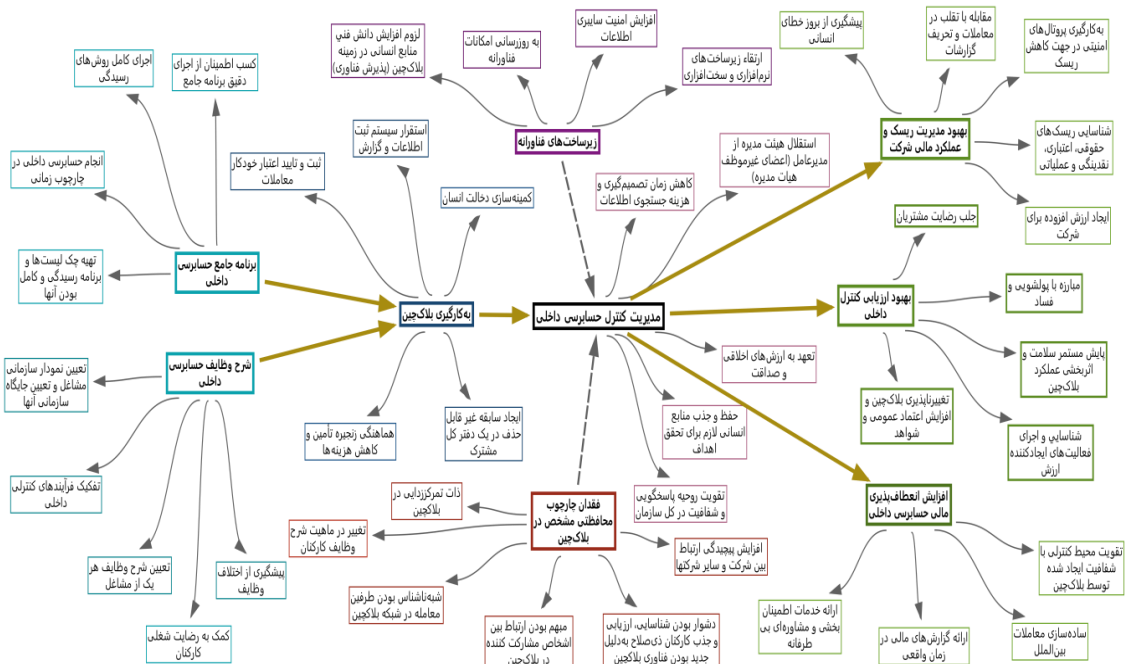 اجرای کامل روش‌های
رسیدگی
کسب اطمینان از اجرای
دقیق برنامه جامع
انجام حسابرسی داخلی در
چارچوب زمانی
تهیه چک لیست‌ها و
برنامه رسیدگی و کامل
بودن آنها
برنامه جامع حسابرسی
داخلی
شرح وظایف حسابرسی
داخلی
تعیین نمودار سازمانی
مشاغل و تعیین جایگاه
سازمانی آنها
تفکیک فرآیندهای کنترلی
داخلی
تعیین شرح وظایف هر
یک از مشاغل
کمک به رضایت شغلی
کارکنان
پیشگیری از اختلاف
وظایف
لزوم افزایش دانش فني
منابع انسانی در زمینه
بلاک‌چین (پذیرش فناوری)
به روزرسانی امکانات
فناورانه
افزایش امنیت سایبری
اطلاعات
ارتقاء زیرساخت‌های
نرم‌افزاری و سخت‌افزاری
زیرساخت‌های فناورانه
ثبت و تایید اعتبار خودکار
معاملات
استقرار سیستم ثبت
اطلاعات و گزارش
کمینه‌سازی دخالت انسان
به‌کارگیری بلاک‌چین
هماهنگی زنجیره تأمین و
کاهش هزینه‌ها
ایجاد سابقه غیر قابل
حذف در یک دفتر کل
مشترک
کاهش زمان تصمیم‌گیری و
هزینه جستجوی اطلاعات
استقلال هیئت مدیره از
مدیرعامل (اعضای غیرموظف
هیات مدیره)
مدیریت کنترل حسابرسی داخلی
تعهد به ارزش‌های اخلاقی
و صداقت
حفظ و جذب منابع
انسانی لازم برای تحقق
اهداف
تقویت روحیه پاسخگویی
و شفافیت در کل سازمان
فقدان چارچوب
محافظتی مشخص در
بلاک‌چین
ذات تمرکززدایی در
بلاکچین
تغییر در ماهیت شرح
وظایف کارکنان
شبه‌ناشناس بودن طرفین
معامله در شبکه بلاکچین
مبهم بودن ارتباط بین
اشخاص مشارکت کننده
در بلاک‌چین
دشوار بودن شناسایی، ارزیابی
و جذب کارکنان ذی‌صلاح به‌دلیل
جدید بودن فناوری بلاکچین
افزایش پیچیدگی ارتباط
بین شرکت و سایر شرکتها
پیشگیری از بروز خطای
انسانی
مقابله با تقلب در
معاملات و تحریف
گزارشات
به‌کارگیری پروتال‌های
امنیتی در جهت کاهش
ریسک
شناسایی ریسک‌های
حقوقی، اعتباری،
نقدینگی و عملیاتی
ایجاد ارزش افزوده برای
شرکت
بهبود مدیریت ریسک و
عملکرد مالی شرکت
جلب رضایت مشتریان
بهبود ارزیابی کنترل
داخلی
مبارزه با پولشویی و
فساد
پایش مستمر سلامت و
اثربخشی عملکرد
بلاک‌چین
شناسایی و اجرای
فعالیت‌های ایجادکننده
ارزش
تغییرناپذیری بلاک‌چین و
افزایش اعتماد عمومی و
شواهد
افزایش انعطاف‌پذیری
مالی حسابرسی داخلی
تقویت محیط کنترلی با
شفافیت ایجاد شده
توسط بلاک‌چین
ساده‌سازی معاملات
بین‌الملل
ارائه گزارش‌های مالی در
زمان واقعی
ارائه خدمات اطمینان
بخشی و مشاوره‌ای بی
طرفانه